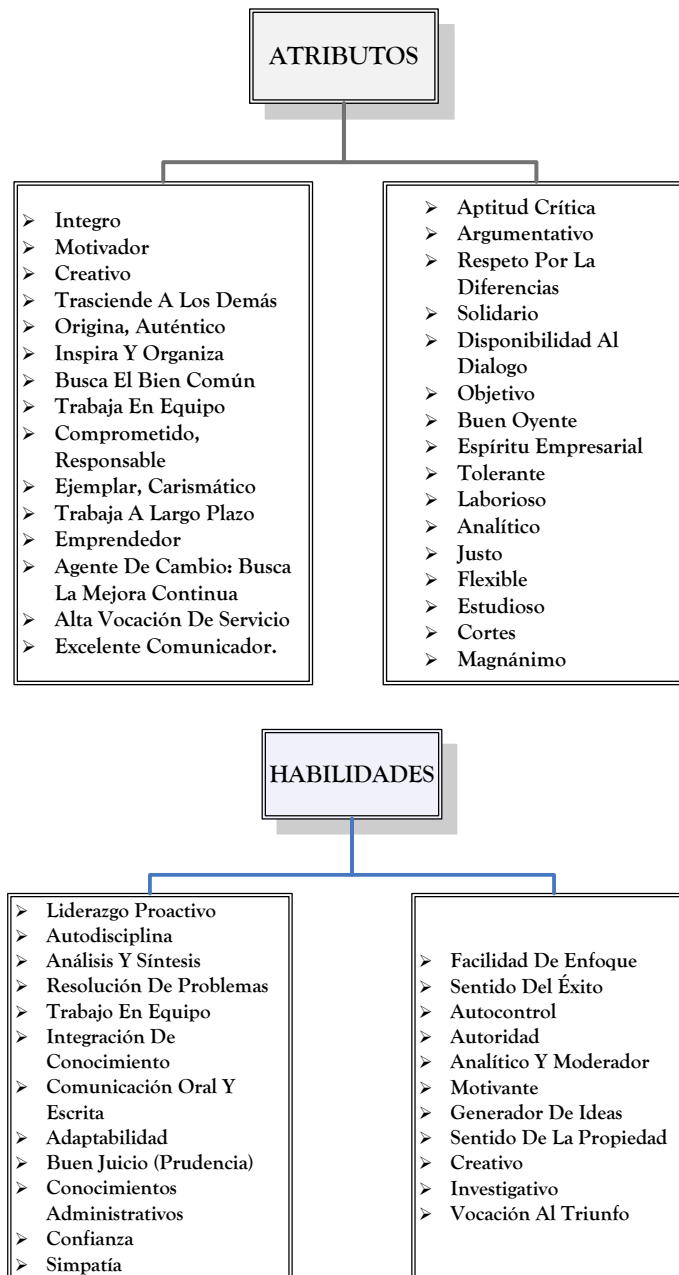 ATRIBUTOS
Integro
Motivador
Creativo
Trasciende A Los Demás
Origina, Auténtico
Inspira Y Organiza
Busca El Bien Común
Trabaja En Equipo
Comprometido,
Responsable
Ejemplar, Carismático
Trabaja A Largo Plazo
Emprendedor
Agente De Cambio: Busca
La Mejora Continua
Alta Vocación De Servicio
Excelente Comunicador.
Aptitud Crítica
Argumentativo
Respeto Por La
Diferencias
Solidario
Disponibilidad Al
Dialogo
Objetivo
Buen Oyente
Espíritu Empresarial
Tolerante
Laborioso
Analítico
Justo
Flexible
Estudioso
Cortes
Magnánimo
HABILIDADES
Liderazgo Proactivo
Autodisciplina
Análisis Y Síntesis
Resolución De Problemas
Trabajo En Equipo
Integración De
Conocimiento
Comunicación Oral Y
Escrita
Adaptabilidad
Buen Juicio (Prudencia)
Conocimientos
Administrativos
Confianza
Simpatía
Facilidad De Enfoque
Sentido Del Éxito
Autocontrol
Autoridad
Analítico Y Moderador
Motivante
Generador De Ideas
Sentido De La Propiedad
Creativo
Investigativo
Vocación Al Triunfo